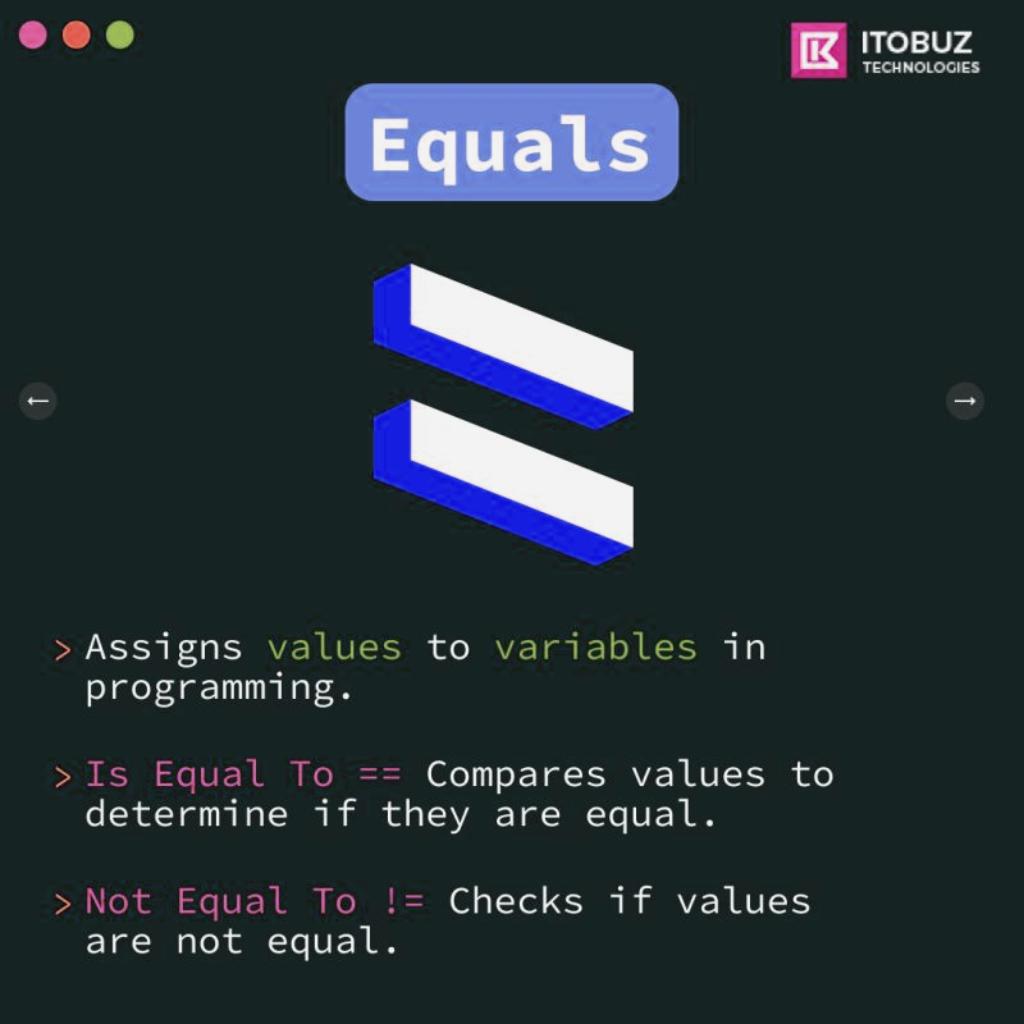 ITOBUZ
TECHNOLOGIES
Equals
←
→
> Assigns values to variables in
programming.
> Is Equal To == Compares values to
determine if they are equal.
> Not Equal To != Checks if values
are not equal.